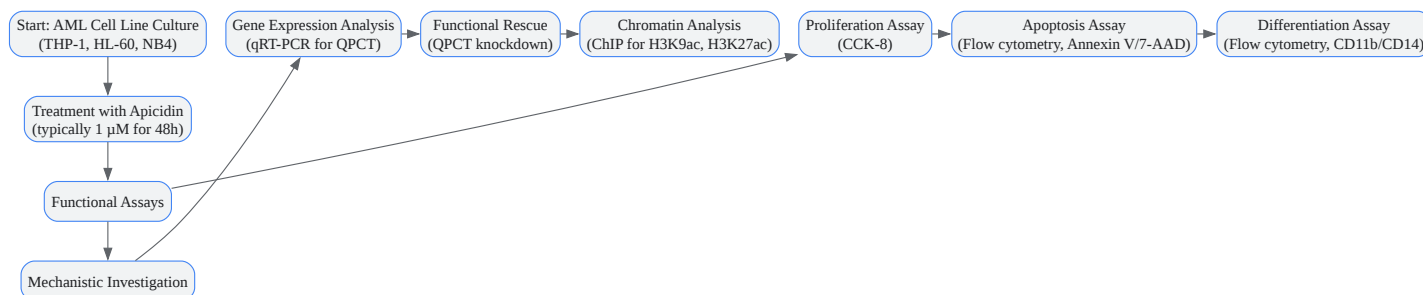 Start: AML Cell Line Culture
(THP-1, HL-60, NB4)
Treatment with Apicidin
(typically 1 µM for 48h)
Functional Assays
Mechanistic Investigation
Gene Expression Analysis
(qRT-PCR for QPCT)
Functional Rescue
(QPCT knockdown)
Chromatin Analysis
(ChIP for H3K9ac, H3K27ac)
Proliferation Assay
(CCK-8)
Apoptosis Assay
(Flow cytometry, Annexin V/7-AAD)
Differentiation Assay
(Flow cytometry, CD11b/CD14)